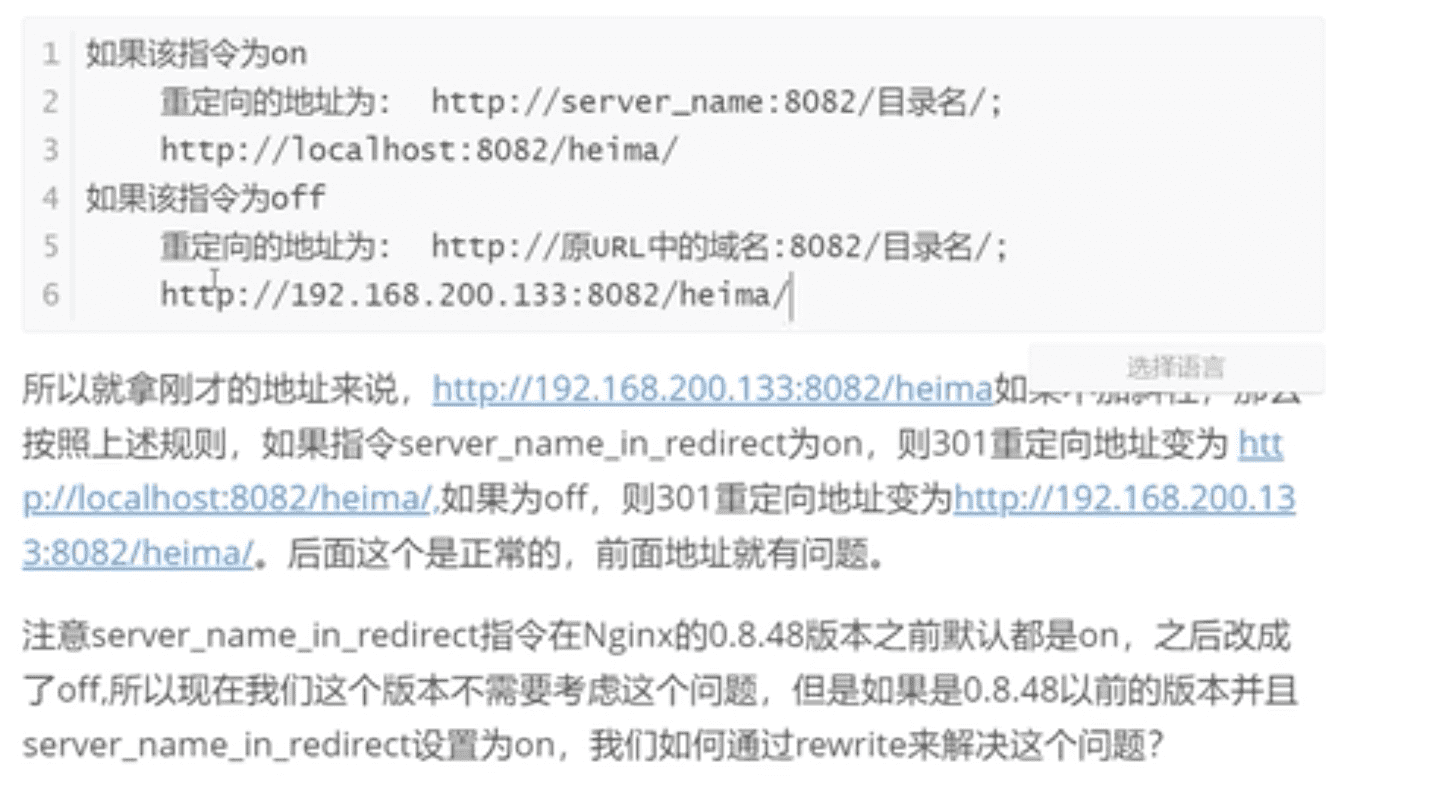 1 如果该指令为on
2 重定向的地址为： http://server_name:8082/目录名/;
3 http://localhost:8082/heima/
4 如果该指令为off
5 重定向的地址为： http://原URL中的域名:8082/目录名/;
6 http://192.168.200.133:8082/heima/
选择语言
所以就拿刚才的地址来说，http://192.168.200.133:8082/heima如果不加斜杠，那么
按照上述规则，如果指令server_name_in_redirect为on，则301重定向地址变为 htt
p://localhost:8082/heima/,如果为off，则301重定向地址变为http://192.168.200.13
3:8082/heima/。后面这个是正常的，前面地址就有问题。
注意server_name_in_redirect指令在Nginx的0.8.48版本之前默认都是on，之后改成
了off,所以现在我们这个版本不需要考虑这个问题，但是如果是0.8.48以前的版本并且
server_name_in_redirect设置为on，我们如何通过rewrite来解决这个问题？